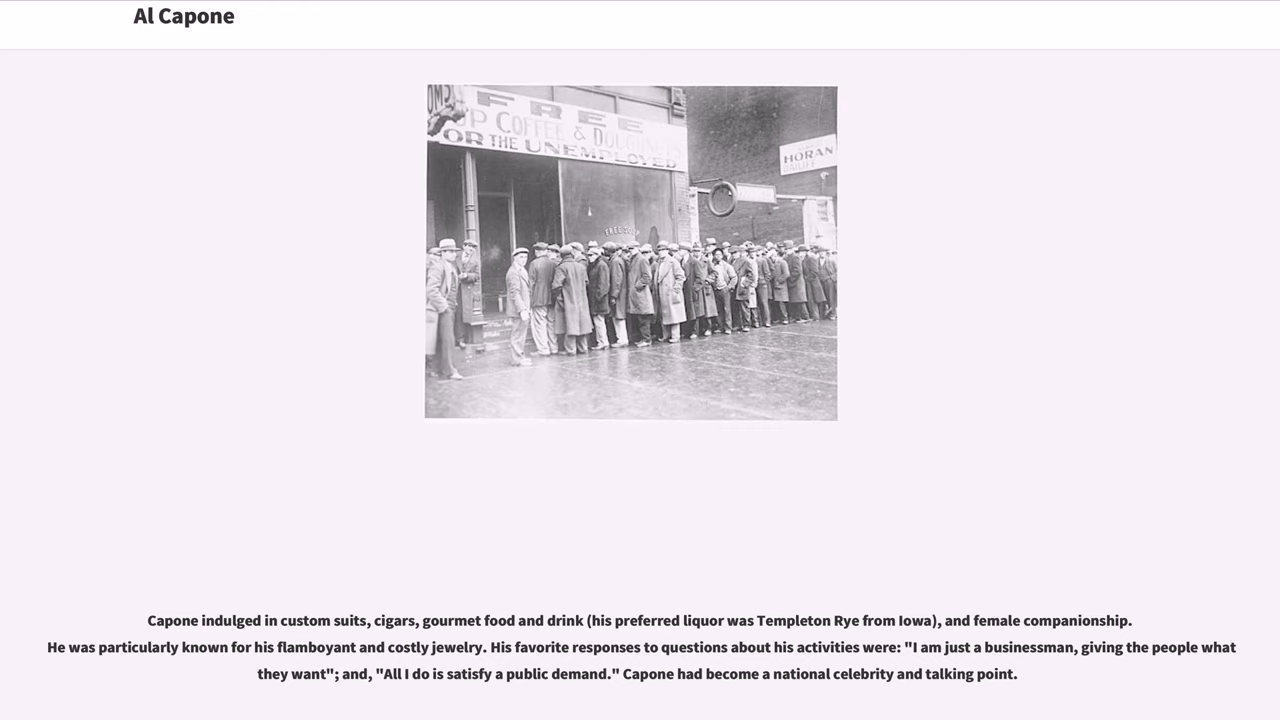 Al Capone
FREE
COFFEE & DOUGHNUTS
OR THE UNEMPLOYED
HORAN
FREE SOUP
Capone indulged in custom suits, cigars, gourmet food and drink (his preferred liquor was Templeton Rye from Iowa), and female companionship.
He was particularly known for his flamboyant and costly jewelry. His favorite responses to questions about his activities were: "I am just a businessman, giving the people what
they want"; and, "All I do is satisfy a public demand." Capone had become a national celebrity and talking point.